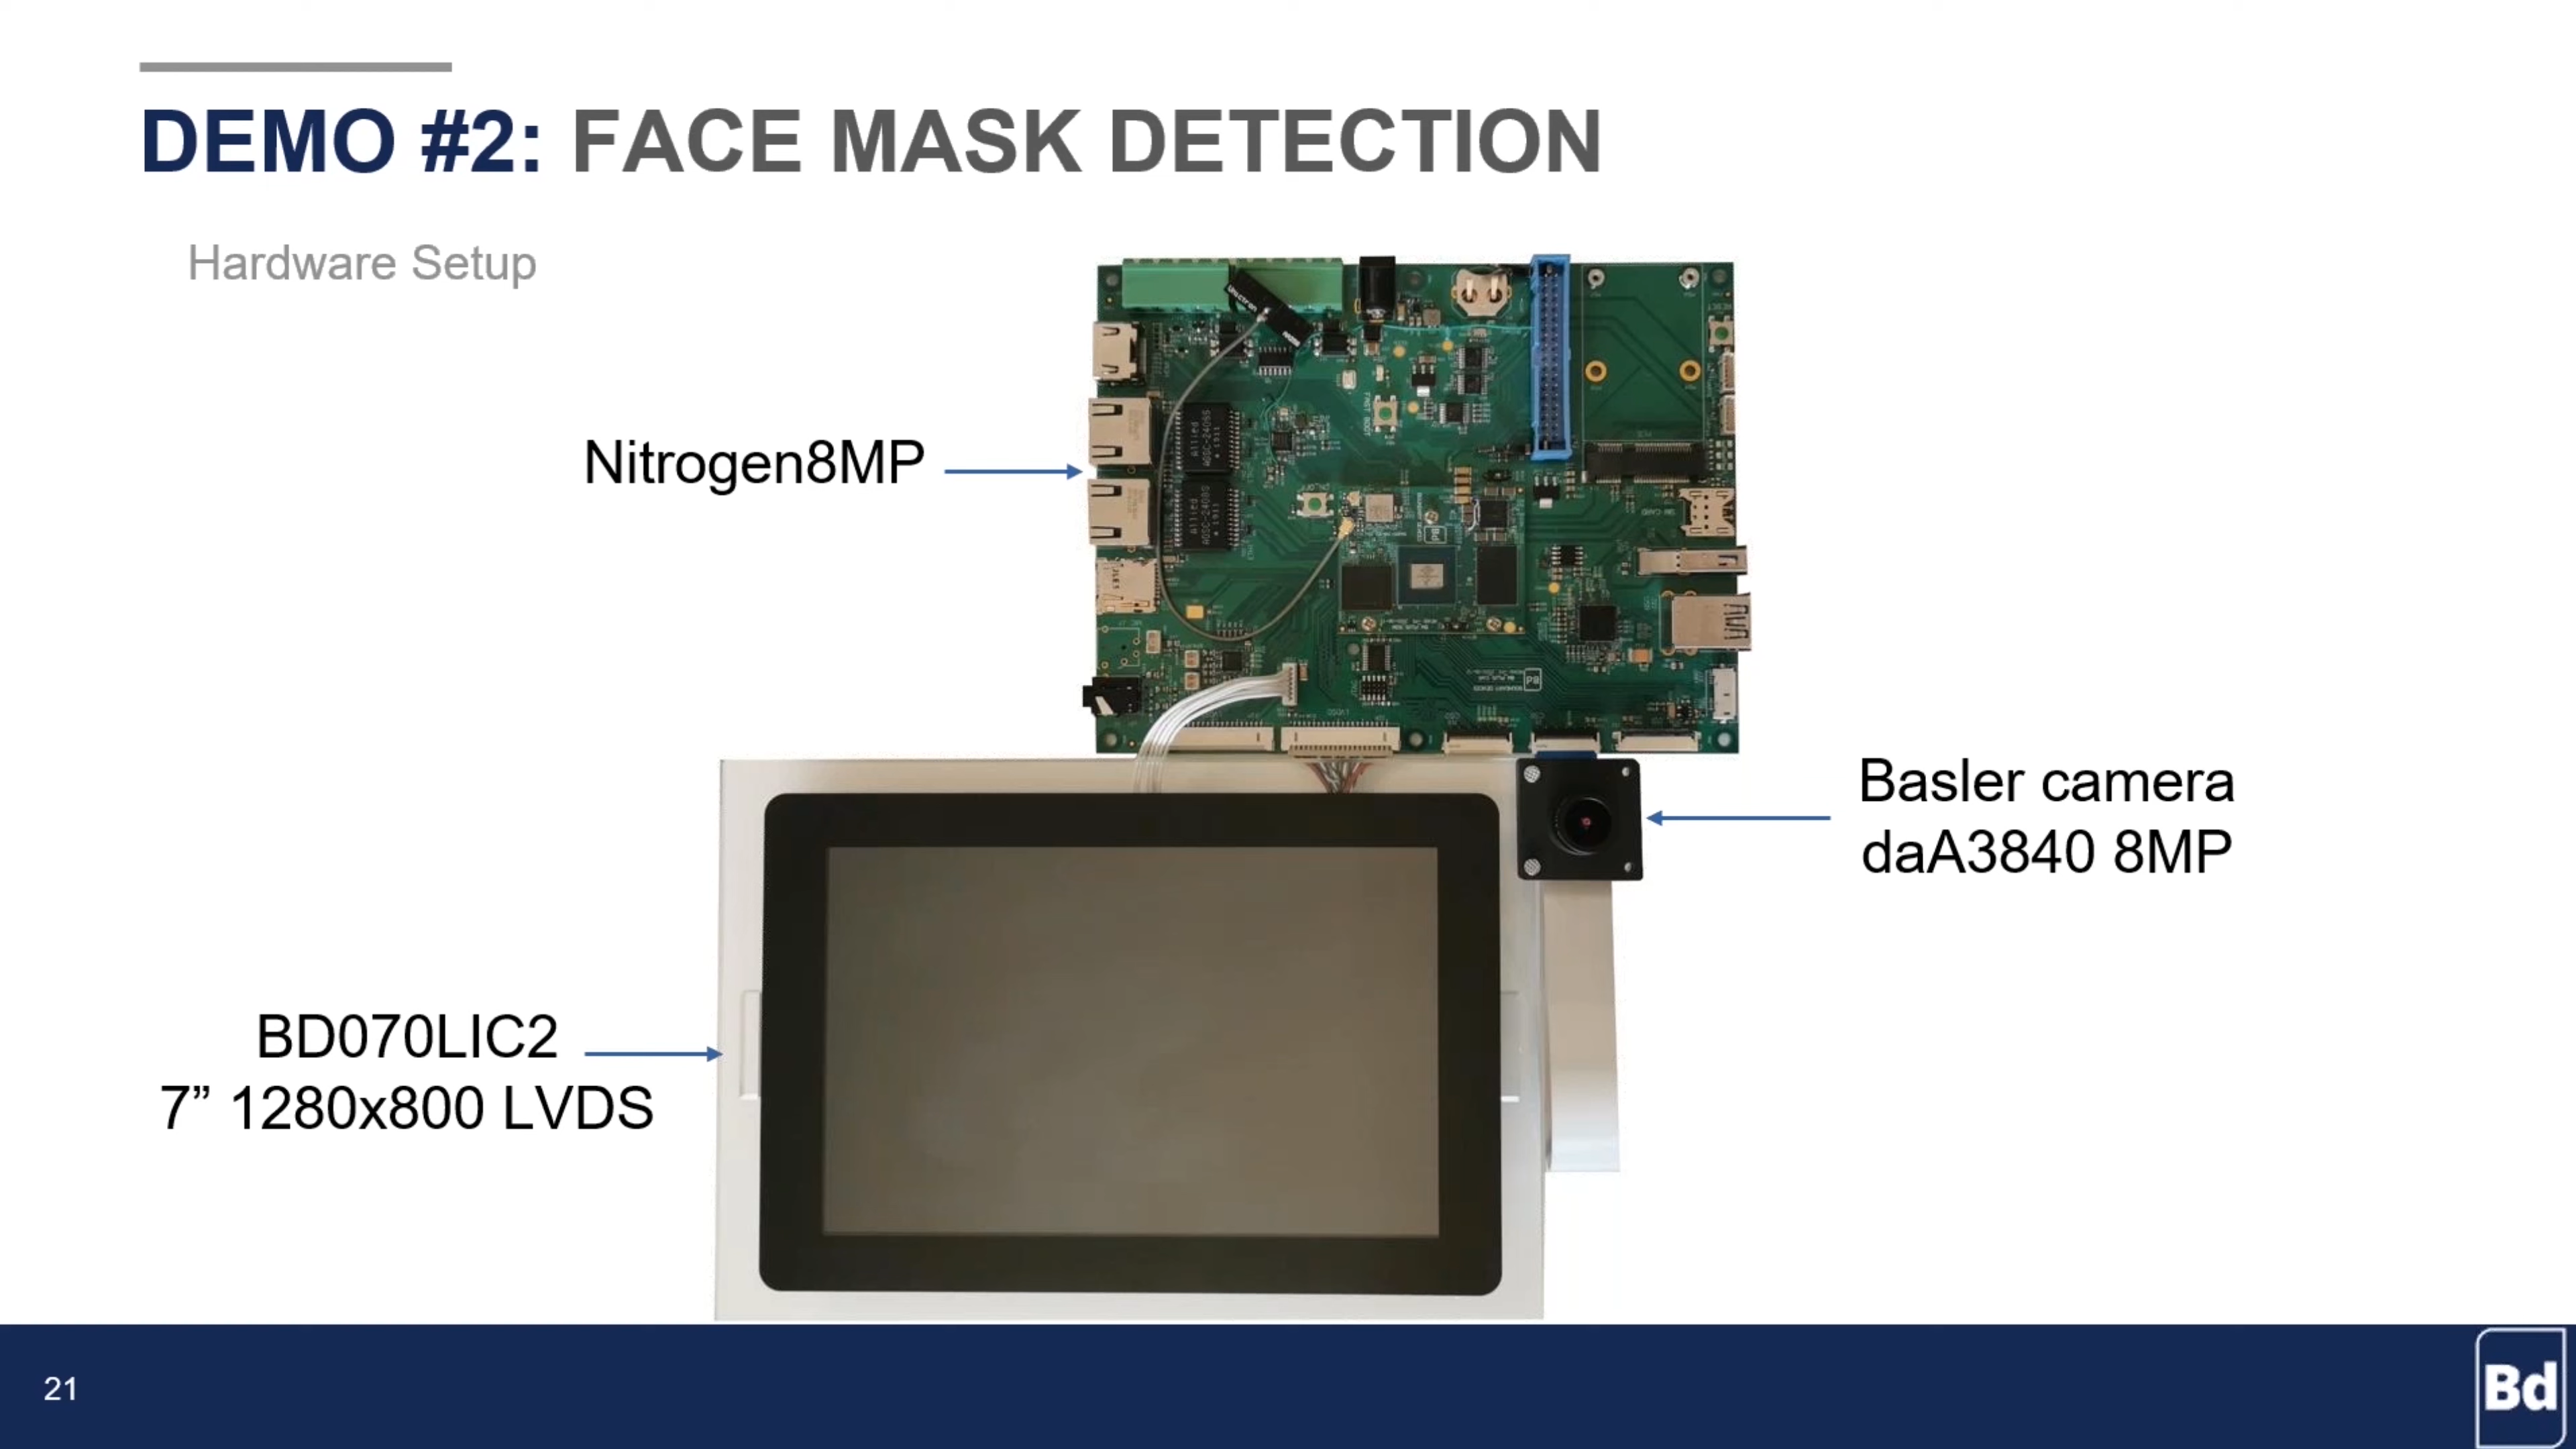 DEMO #2: FACE MASK DETECTION
Hardware Setup
Nitrogen8MP
Basler camera
daA3840 8MP
BD070LIC2
7” 1280x800 LVDS
21
Bd